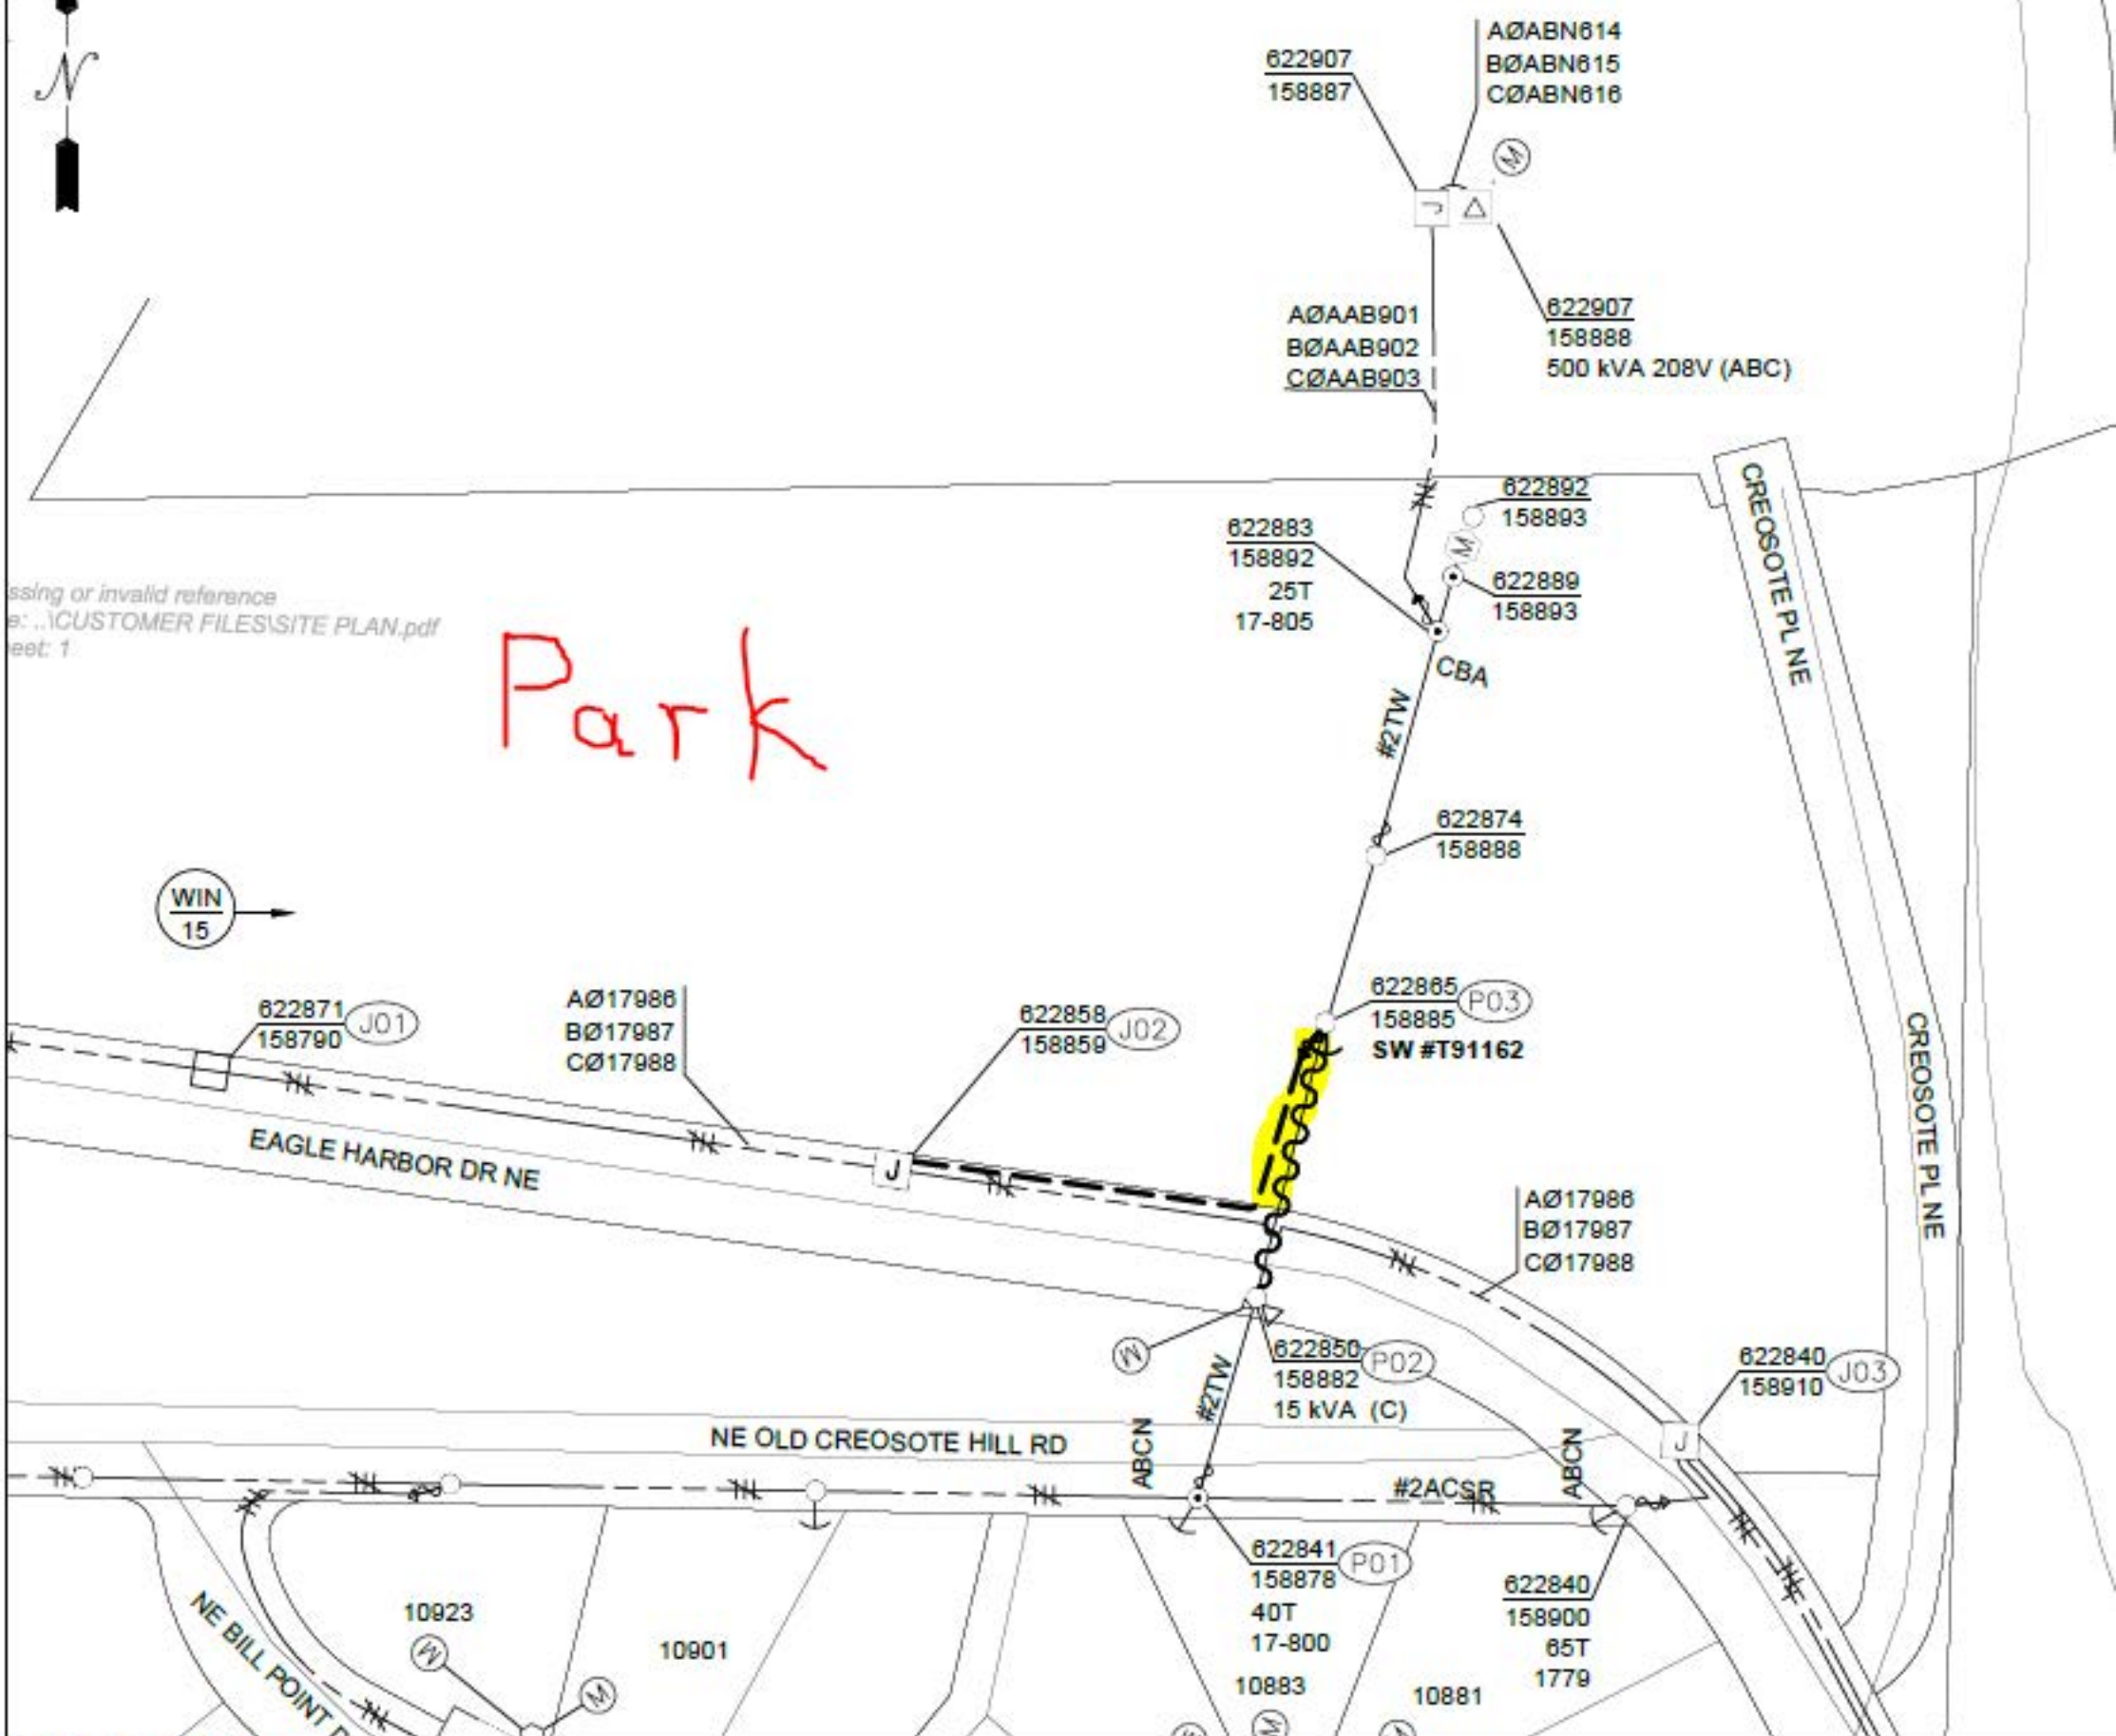 N
622907
158887
AØABN614
BØABN615
CØABN616
M
J
AØAAB901
BØAAB902
CØAAB903
622907
158888
500 kVA 208V (ABC)
622892
158893
M
622883
158892
25T
17-805
622889
158893
CBA
#2TW
CREOSOTE PL NE
ssing or invalid reference
e: ..\CUSTOMER FILES\SITE PLAN.pdf
eet: 1
Park
622874
158888
WIN
15
622871
158790
J01
AØ17986
BØ17987
CØ17988
622858
158859
J02
622865
158885
P03
SW #T91162
CREOSOTE PL NE
EAGLE HARBOR DR NE
J
AØ17986
BØ17987
CØ17988
M
622850
158882
15 kVA (C)
P02
622840
158910
J03
#2TW
NE OLD CREOSOTE HILL RD
ABCN
ABCN
J
#2ACSR
622841
158878
P01
40T
17-800
622840
158900
65T
1779
10923
10901
10883
10881
M
M
M
NE BILL POINT